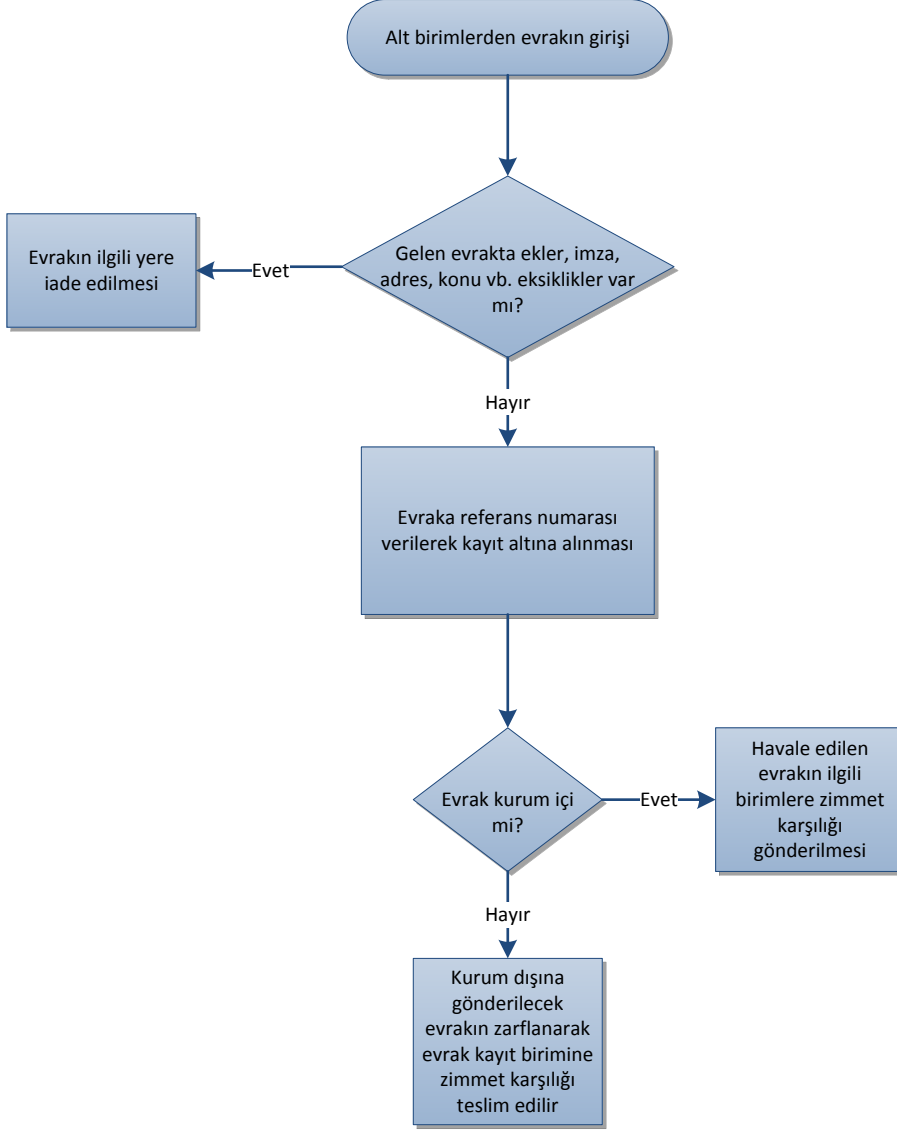 Alt birimlerden evrakın girişi
Gelen evrakta ekler, imza,
adres, konu vb. eksiklikler var
mı?
Evet
Evrakın ilgili yere
iade edilmesi
Hayır
Evraka referans numarası
verilerek kayıt altına alınması
Evrak kurum içi
mi?
Evet
Havale edilen
evrakın ilgili
birimlere zimmet
karşılığı
gönderilmesi
Hayır
Kurum dışına
gönderilecek
evrakın zarflanarak
evrak kayıt birimine
zimmet karşılığı
teslim edilir